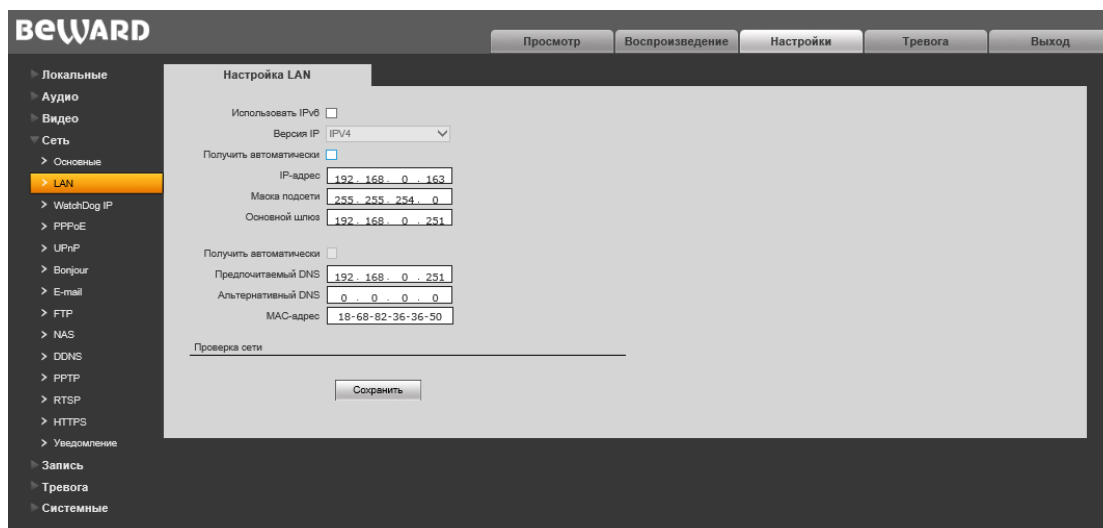 BEWARD
Просмотр
Воспроизведение
Настройки
Тревога
Выход
Локальные
Аудио
Видео
Сеть
Основные
LAN
WatchDog IP
PPPoE
UPnP
Bonjour
E-mail
FTP
NAS
DDNS
PPTP
RTSP
HTTPS
Уведомление
Запись
Тревога
Системные
Настройка LAN
Использовать IPv6
Версия IP IPV4
Получить автоматически
IP-адрес 192. 168. 0 . 163
Маска подсети 255. 255. 254. 0
Основной шлюз 192. 168. 0 . 251
Получить автоматически
Предпочитаемый DNS 192. 168. 0 . 251
Альтернативный DNS 0 . 0 . 0 . 0
MAC-адрес 18-68-82-36-36-50
Проверка сети
Сохранить